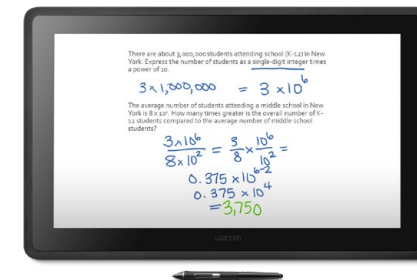 There are about 3,000,000 students attending school (K-12) in New
York. Express the number of students as a single-digit integer times
a power of 10.
3 × 1,000,000 = 3 × 10⁶
The average number of students attending a middle school in New
York is 8 × 10². How many times greater is the overall number of K-
12 students compared to the average number of middle school
students?
3×10⁶ / 8×10² = 3/8 × 10⁶/10² =
0.375 × 10⁶⁻²
0.375 × 10⁴
= 3,750
wacom